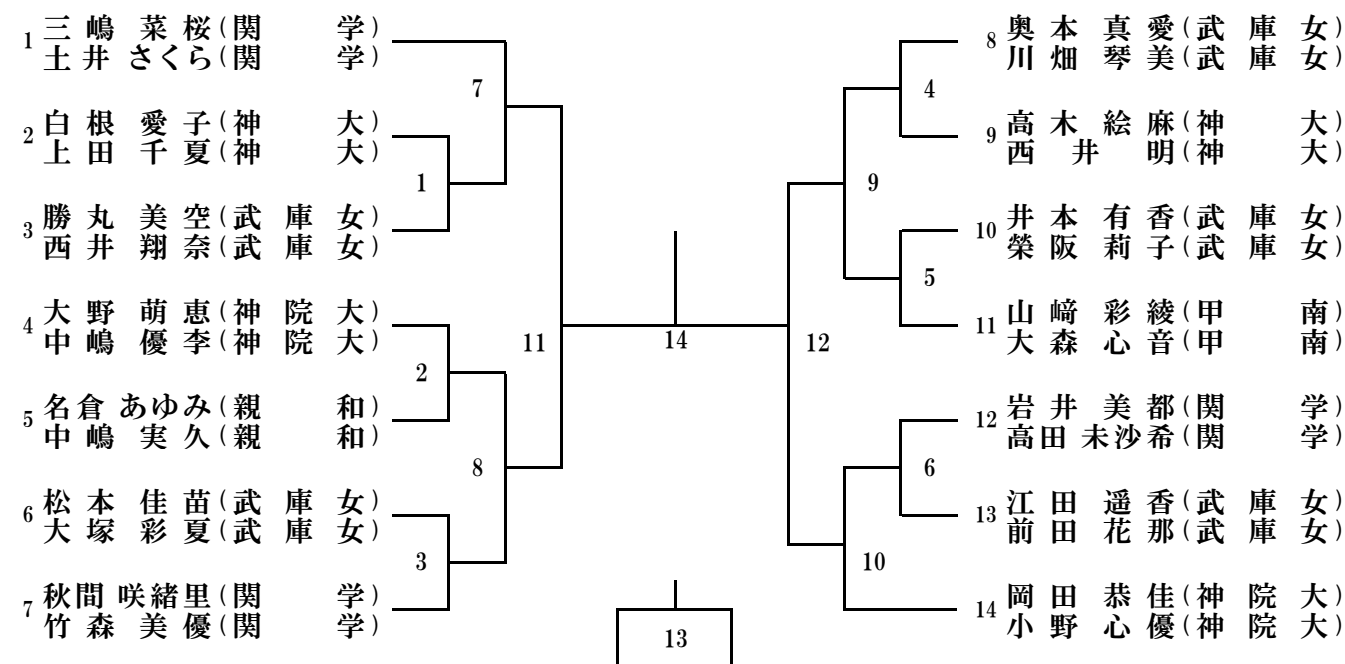 1 三嶋菜桜(関学)
土井さくら(関学)
2 白根愛子(神大)
上田千夏(神大)
3 勝丸美空(武庫女)
西井翔奈(武庫女)
4 大野萌恵(神院大)
中嶋優李(神院大)
5 名倉あゆみ(親和)
中嶋実久(親和)
6 松本佳苗(武庫女)
大塚彩夏(武庫女)
7 秋間咲緒里(関学)
竹森美優(関学)
7
1
2
11
8
3
14
13
12
4
9
5
6
10
8 奥本真愛(武庫女)
川畑琴美(武庫女)
9 高木絵麻(神大)
西井明(神大)
10 井本有香(武庫女)
榮阪莉子(武庫女)
11 山﨑彩綾(甲南)
大森心音(甲南)
12 岩井美都(関学)
高田未沙希(関学)
13 江田遥香(武庫女)
前田花那(武庫女)
14 岡田恭佳(神院大)
小野心優(神院大)